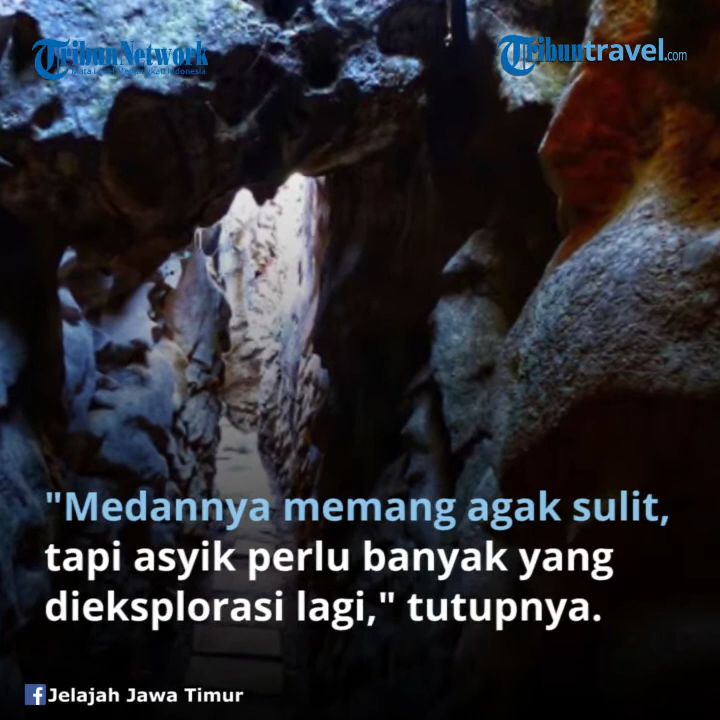 TribunNetwork
Tribuntravel.com
"Medannya memang agak sulit,
tapi asyik perlu banyak yang
dieksplorasi lagi," tutupnya.
Jelajah Jawa Timur